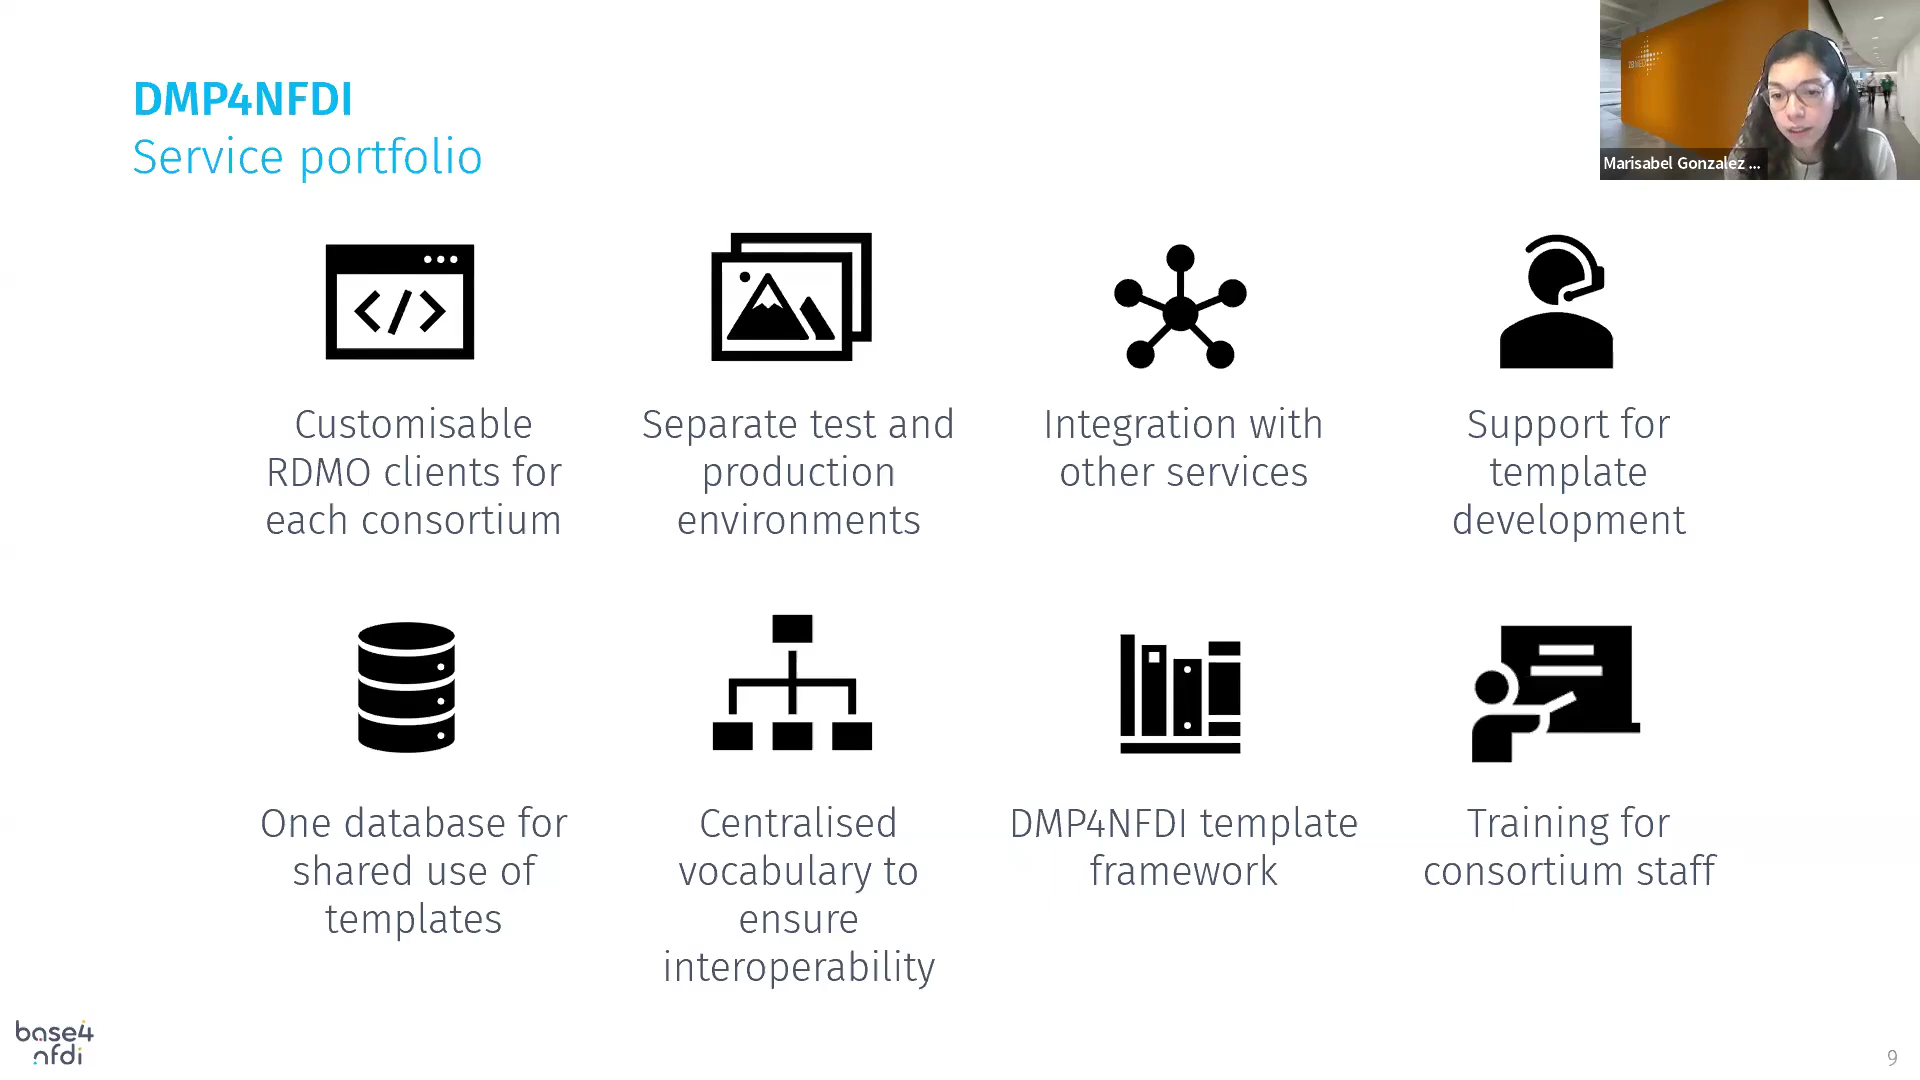 DMP4NFDI
Service portfolio
Marisabel Gonzalez ...
Customisable
RDMO clients for
each consortium
Separate test and
production
environments
Integration with
other services
Support for
template
development
One database for
shared use of
templates
Centralised
vocabulary to
ensure
interoperability
DMP4NFDI template
framework
Training for
consortium staff
base4
nfdi
9